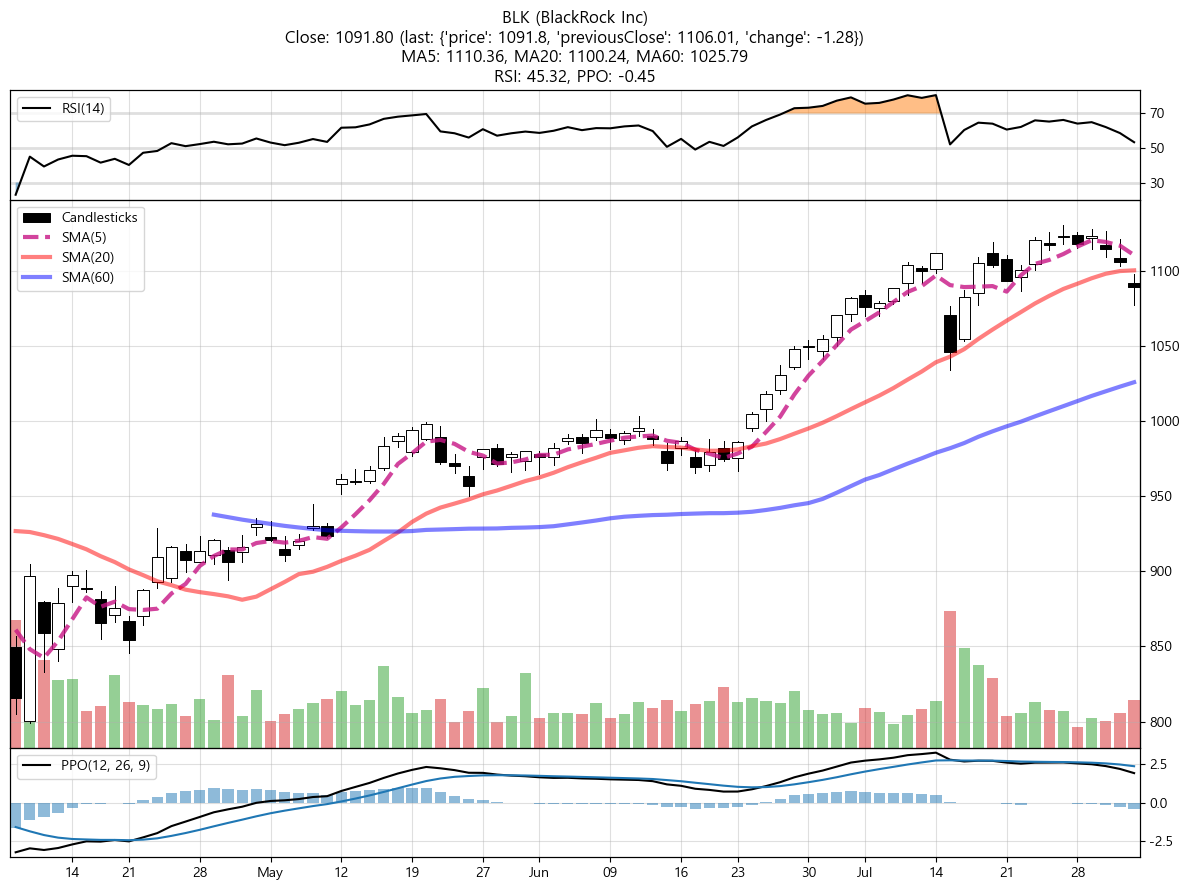 BLK (BlackRock Inc)
Close: 1091.80 (last: {'price': 1091.8, 'previousClose': 1106.01, 'change': -1.28})
MA5: 1110.36, MA20: 1100.24, MA60: 1025.79
RSI: 45.32, PPO: -0.45
RSI(14)
70
50
30
Candlesticks
SMA(5)
SMA(20)
SMA(60)
1100
1050
1000
950
900
850
800
PPO(12, 26, 9)
2.5
0.0
-2.5
14 21 28 May 12 19 27 Jun 09 16 23 30 Jul 14 21 28